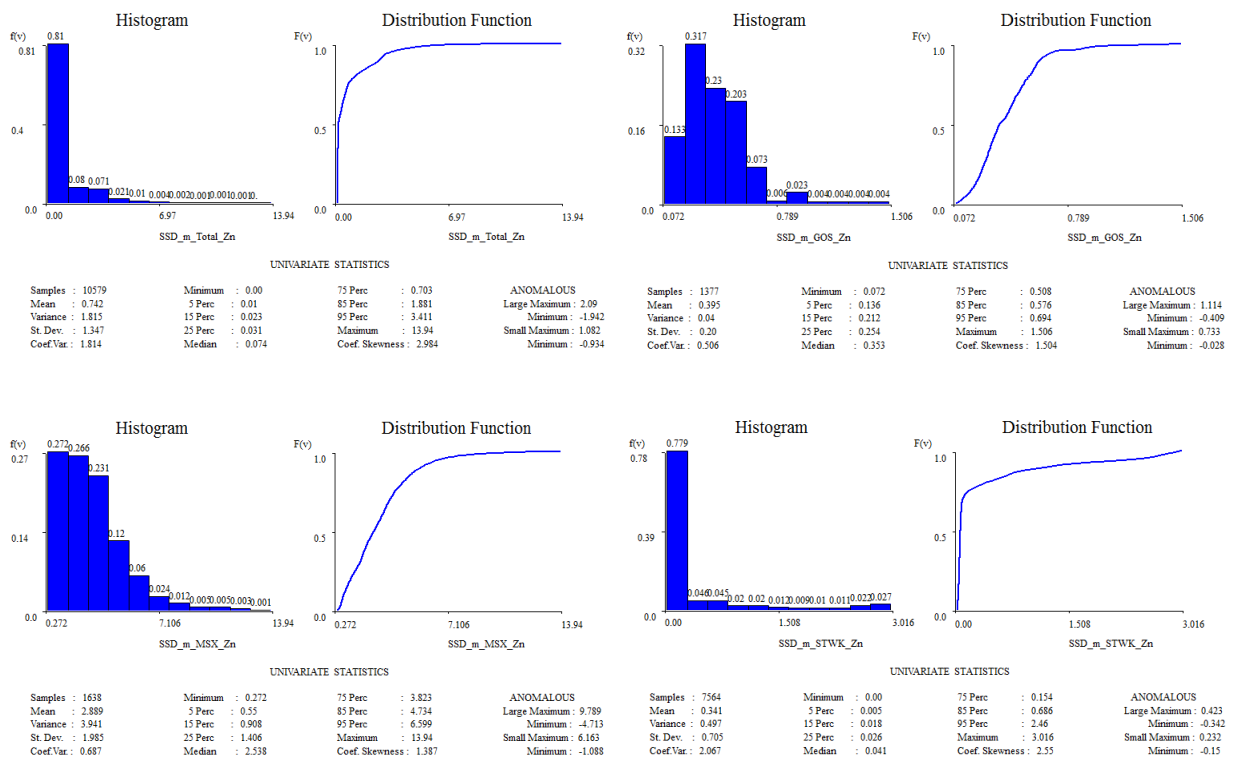 Histogram
f(v)
0.81
0.81
0.4
0.08
0.071
0.021
0.01
0.004
0.002
0.001
0.001
0.001
0.
0.0
0.00
6.97
13.94
SSD_m_Total_Zn
Distribution Function
F(v)
1.0
0.5
0.0
0.00
6.97
13.94
SSD_m_Total_Zn
UNIVARIATE STATISTICS
Samples : 10579 Minimum : 0.00 75 Perc : 0.703 ANOMALOUS
Mean : 0.742 5 Perc : 0.01 85 Perc : 1.881 Large Maximum : 2.09
Variance : 1.815 15 Perc : 0.023 95 Perc : 3.411 Minimum : -1.942
St. Dev. : 1.347 25 Perc : 0.031 Maximum : 13.94 Small Maximum : 1.082
Coef.Var. : 1.814 Median : 0.074 Coef. Skewness : 2.984 Minimum : -0.934
Histogram
f(v)
0.32
0.317
0.23
0.203
0.16
0.133
0.073
0.006
0.023
0.004
0.004
0.004
0.004
0.0
0.072
0.789
1.506
SSD_m_GOS_Zn
Distribution Function
F(v)
1.0
0.5
0.0
0.072
0.789
1.506
SSD_m_GOS_Zn
UNIVARIATE STATISTICS
Samples : 1377 Minimum : 0.072 75 Perc : 0.508 ANOMALOUS
Mean : 0.395 5 Perc : 0.136 85 Perc : 0.576 Large Maximum : 1.114
Variance : 0.04 15 Perc : 0.212 95 Perc : 0.694 Minimum : -0.409
St. Dev. : 0.20 25 Perc : 0.254 Maximum : 1.506 Small Maximum : 0.733
Coef.Var. : 0.506 Median : 0.353 Coef. Skewness : 1.504 Minimum : -0.028
Histogram
f(v)
0.27
0.272
0.266
0.231
0.14
0.12
0.06
0.024
0.012
0.005
0.005
0.003
0.001
0.0
0.272
7.106
13.94
SSD_m_MSX_Zn
Distribution Function
F(v)
1.0
0.5
0.0
0.272
7.106
13.94
SSD_m_MSX_Zn
UNIVARIATE STATISTICS
Samples : 1638 Minimum : 0.272 75 Perc : 3.823 ANOMALOUS
Mean : 2.889 5 Perc : 0.55 85 Perc : 4.734 Large Maximum : 9.789
Variance : 3.941 15 Perc : 0.908 95 Perc : 6.599 Minimum : -4.713
St. Dev. : 1.985 25 Perc : 1.406 Maximum : 13.94 Small Maximum : 6.163
Coef.Var. : 0.687 Median : 2.538 Coef. Skewness : 1.387 Minimum : -1.088
Histogram
f(v)
0.779
0.78
0.39
0.046
0.045
0.02
0.02
0.012
0.009
0.01
0.011
0.022
0.027
0.0
0.00
1.508
3.016
SSD_m_STWK_Zn
Distribution Function
F(v)
1.0
0.5
0.0
0.00
1.508
3.016
SSD_m_STWK_Zn
UNIVARIATE STATISTICS
Samples : 7564 Minimum : 0.00 75 Perc : 0.154 ANOMALOUS
Mean : 0.341 5 Perc : 0.005 85 Perc : 0.686 Large Maximum : 0.423
Variance : 0.497 15 Perc : 0.018 95 Perc : 2.46 Minimum : -0.342
St. Dev. : 0.705 25 Perc : 0.026 Maximum : 3.016 Small Maximum : 0.232
Coef.Var. : 2.067 Median : 0.041 Coef. Skewness : 2.55 Minimum : -0.15